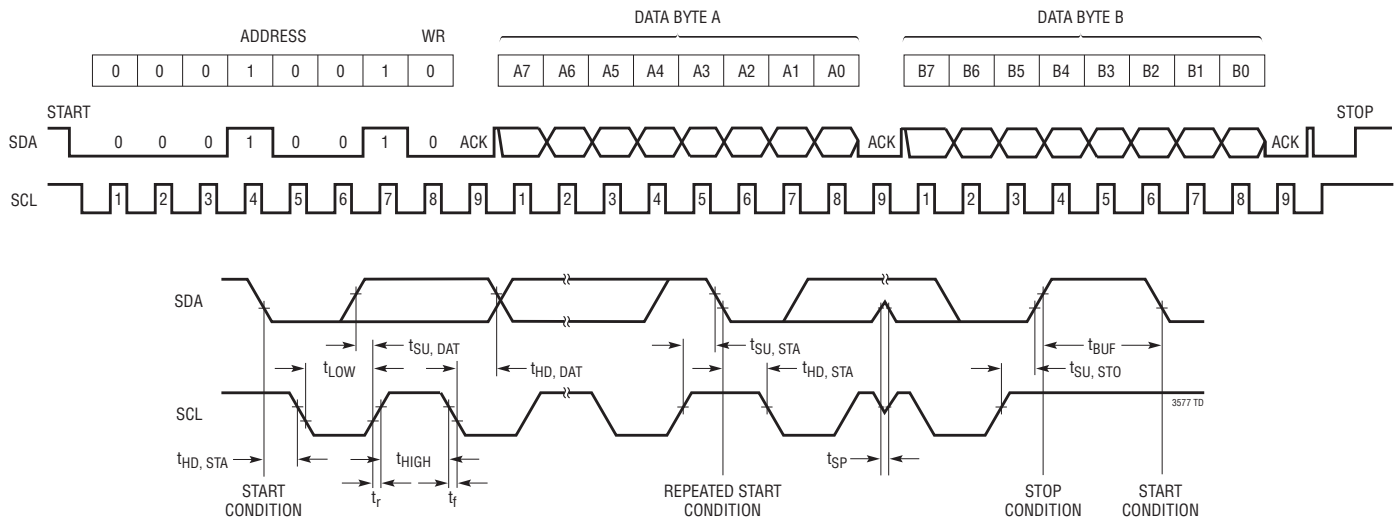 DATA BYTE A DATA BYTE B
ADDRESS WR
0 0 0 1 0 0 1 0 A7 A6 A5 A4 A3 A2 A1 A0 B7 B6 B5 B4 B3 B2 B1 B0
START STOP
SDA 0 0 0 1 0 0 1 0 ACK ACK ACK
SCL 1 2 3 4 5 6 7 8 9 1 2 3 4 5 6 7 8 9 1 2 3 4 5 6 7 8 9
SDA
tSU, DAT tSU, STA tBUF
tLOW tHD, DAT tHD, STA tSU, STO
SCL 3577 TD
tHD, STA tHIGH tSP
tr tf
START CONDITION REPEATED START CONDITION STOP CONDITION START CONDITION